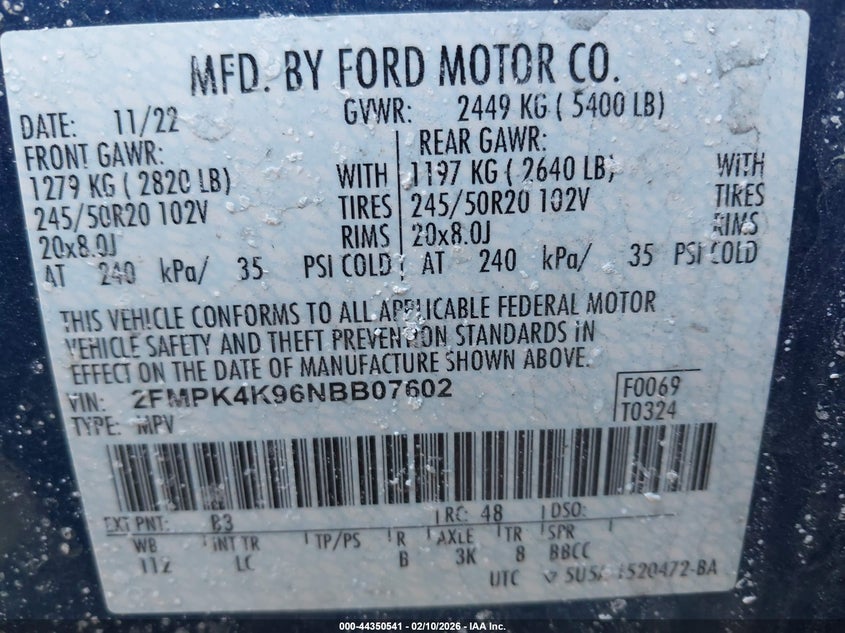 MFD. BY FORD MOTOR CO.
DATE: 11/22 GVWR: 2449 KG ( 5400 LB)
FRONT GAWR: REAR GAWR:
1279 KG ( 2820 LB) WITH 1197 KG ( 2640 LB) WITH
245/50R20 102V TIRES 245/50R20 102V TIRES
20x8.0J RIMS 20x8.0J RIMS
AT 240 kPa/ 35 PSI COLD AT 240 kPa/ 35 PSI COLD
THIS VEHICLE CONFORMS TO ALL APPLICABLE FEDERAL MOTOR
VEHICLE SAFETY AND THEFT PREVENTION STANDARDS IN
EFFECT ON THE DATE OF MANUFACTURE SHOWN ABOVE.
VIN: 2FMPK4K96NBB07602 F0069
TYPE: MPV T0324
EXT PNT: B3 RC: 48 DSO:
WB INT TR TP/PS R AXLE TR SPR
112 LC B 3K 8 BBCC
UTC
000-44350541 — 02/10/2026 — IAA Inc.